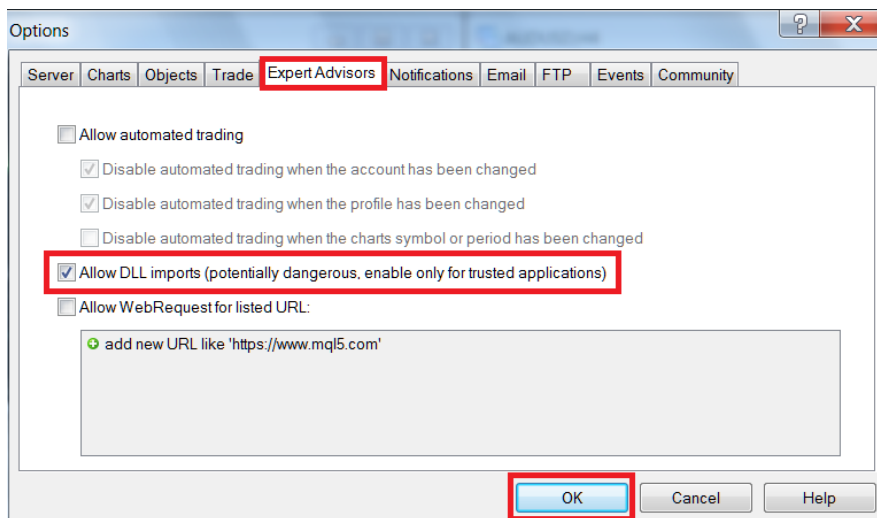 Options
Server Charts Objects Trade Expert Advisors Notifications Email FTP Events Community
Allow automated trading
Disable automated trading when the account has been changed
Disable automated trading when the profile has been changed
Disable automated trading when the charts symbol or period has been changed
Allow DLL imports (potentially dangerous, enable only for trusted applications)
Allow WebRequest for listed URL:
add new URL like 'https://www.mql5.com'
OK Cancel Help